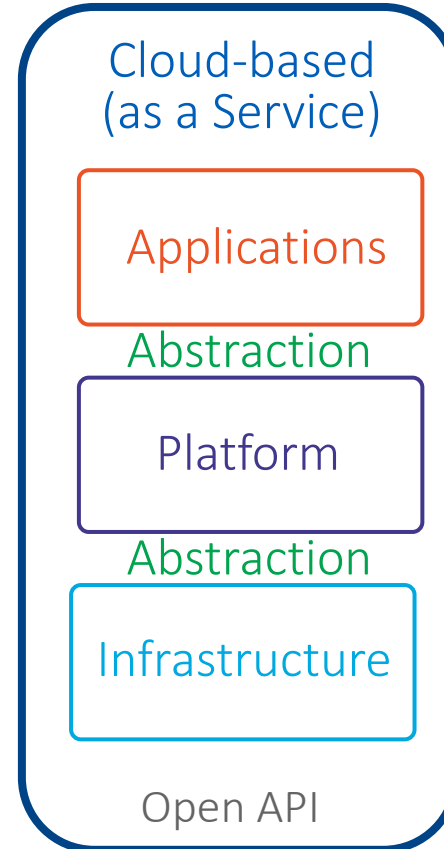 Cloud-based
(as a Service)
Applications
Abstraction
Platform
Abstraction
Infrastructure
Open API